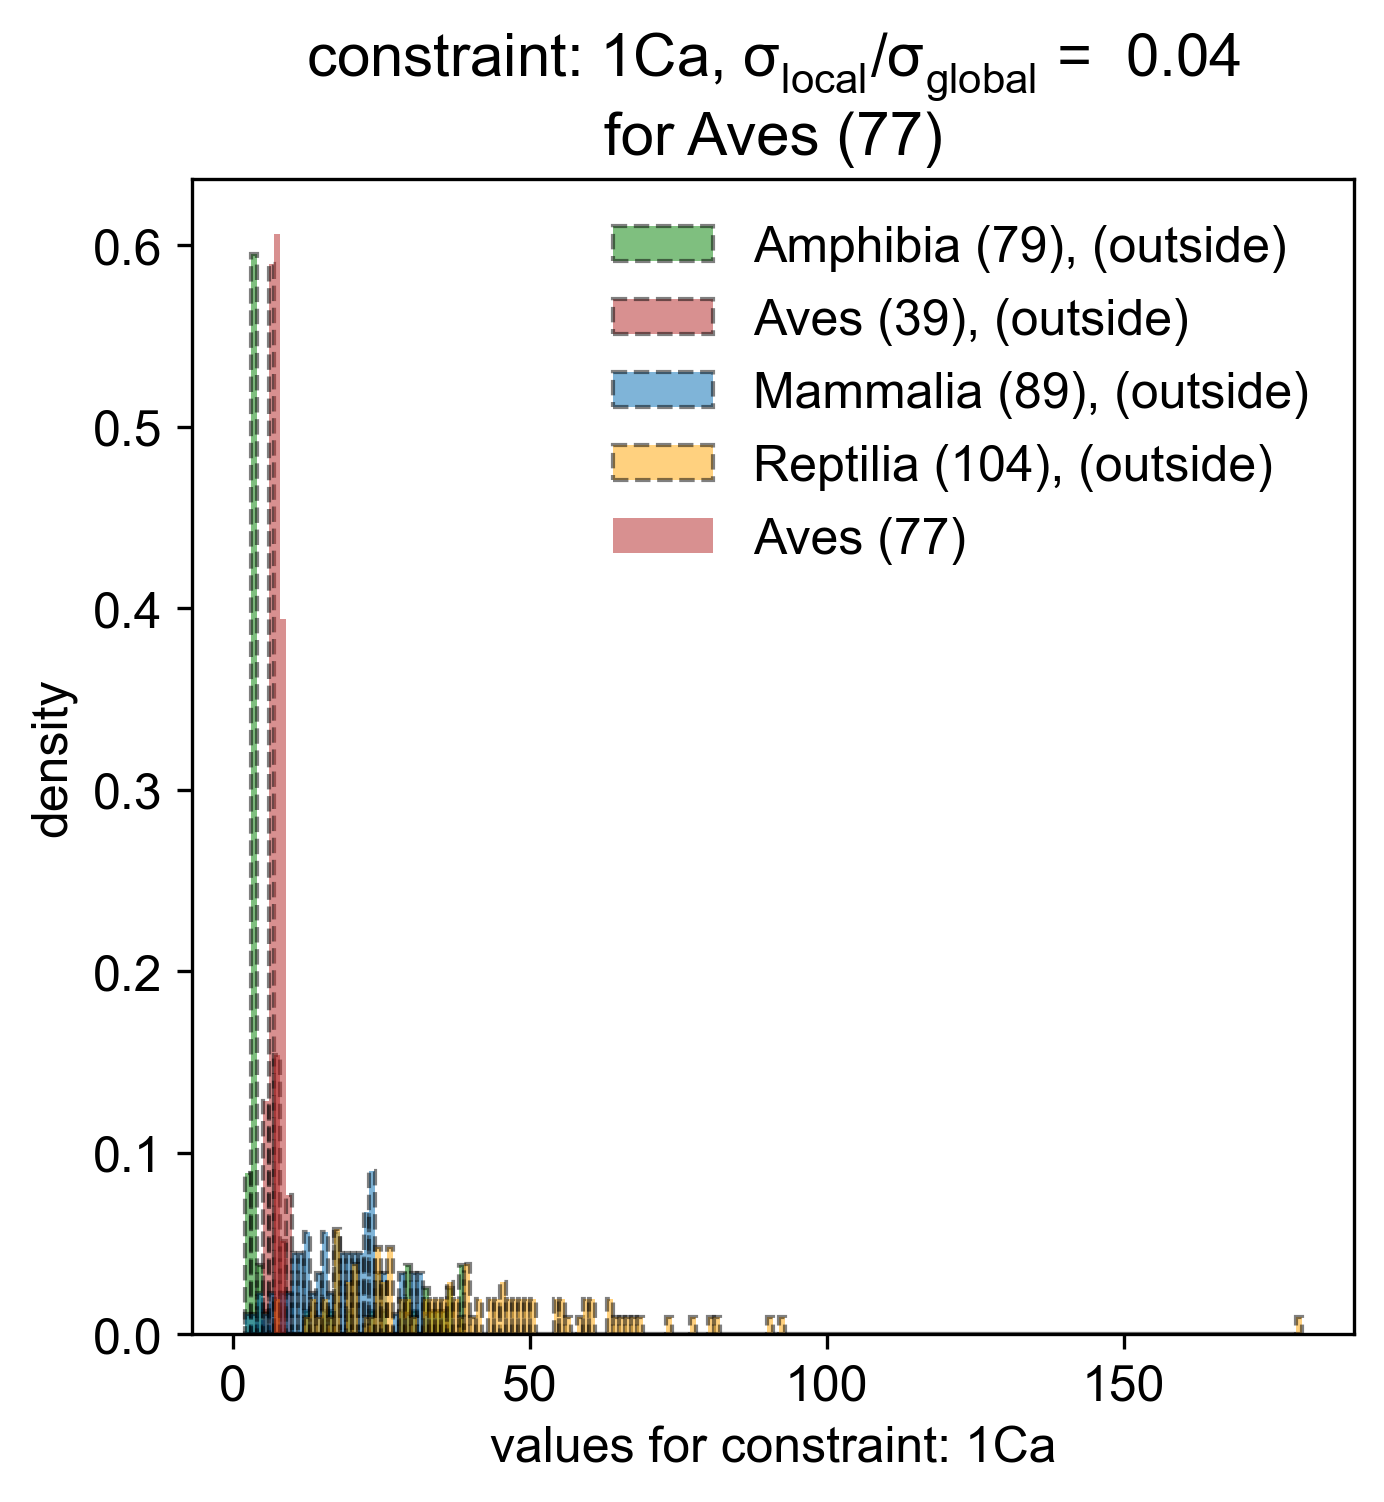 constraint: 1Ca, σlocal/σglobal = 0.04
for Aves (77)
Amphibia (79), (outside)
Aves (39), (outside)
Mammalia (89), (outside)
Reptilia (104), (outside)
Aves (77)
0.6
0.5
0.4
0.3
0.2
0.1
0.0
density
0 50 100 150
values for constraint: 1Ca